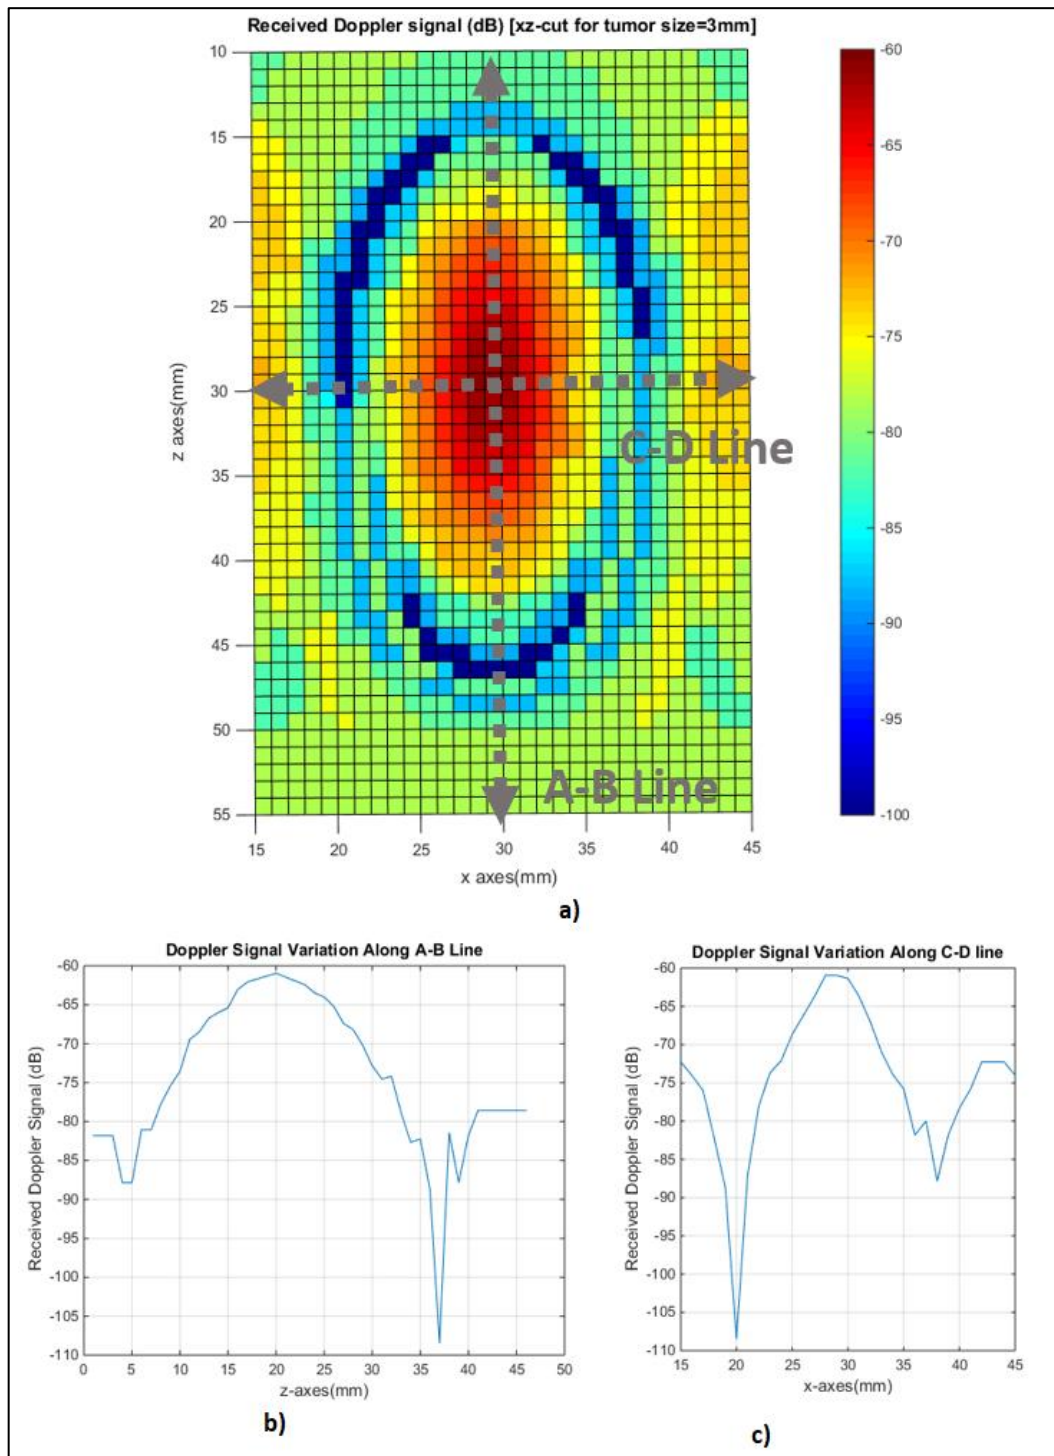 Received Doppler signal (dB) [xz-cut for tumor size=3mm]
10
15
20
25
30
35
40
45
50
55
z axes(mm)
15 20 25 30 35 40 45
x axes(mm)
C-D Line
A-B Line
-60
-65
-70
-75
-80
-85
-90
-95
-100
a)
Doppler Signal Variation Along A-B Line
-60
-65
-70
-75
-80
-85
-90
-95
-100
-105
-110
Received Doppler Signal (dB)
0 5 10 15 20 25 30 35 40 45 50
z-axes(mm)
b)
Doppler Signal Variation Along C-D line
-60
-65
-70
-75
-80
-85
-90
-95
-100
-105
-110
Received Doppler Signal (dB)
15 20 25 30 35 40 45
x-axes(mm)
c)